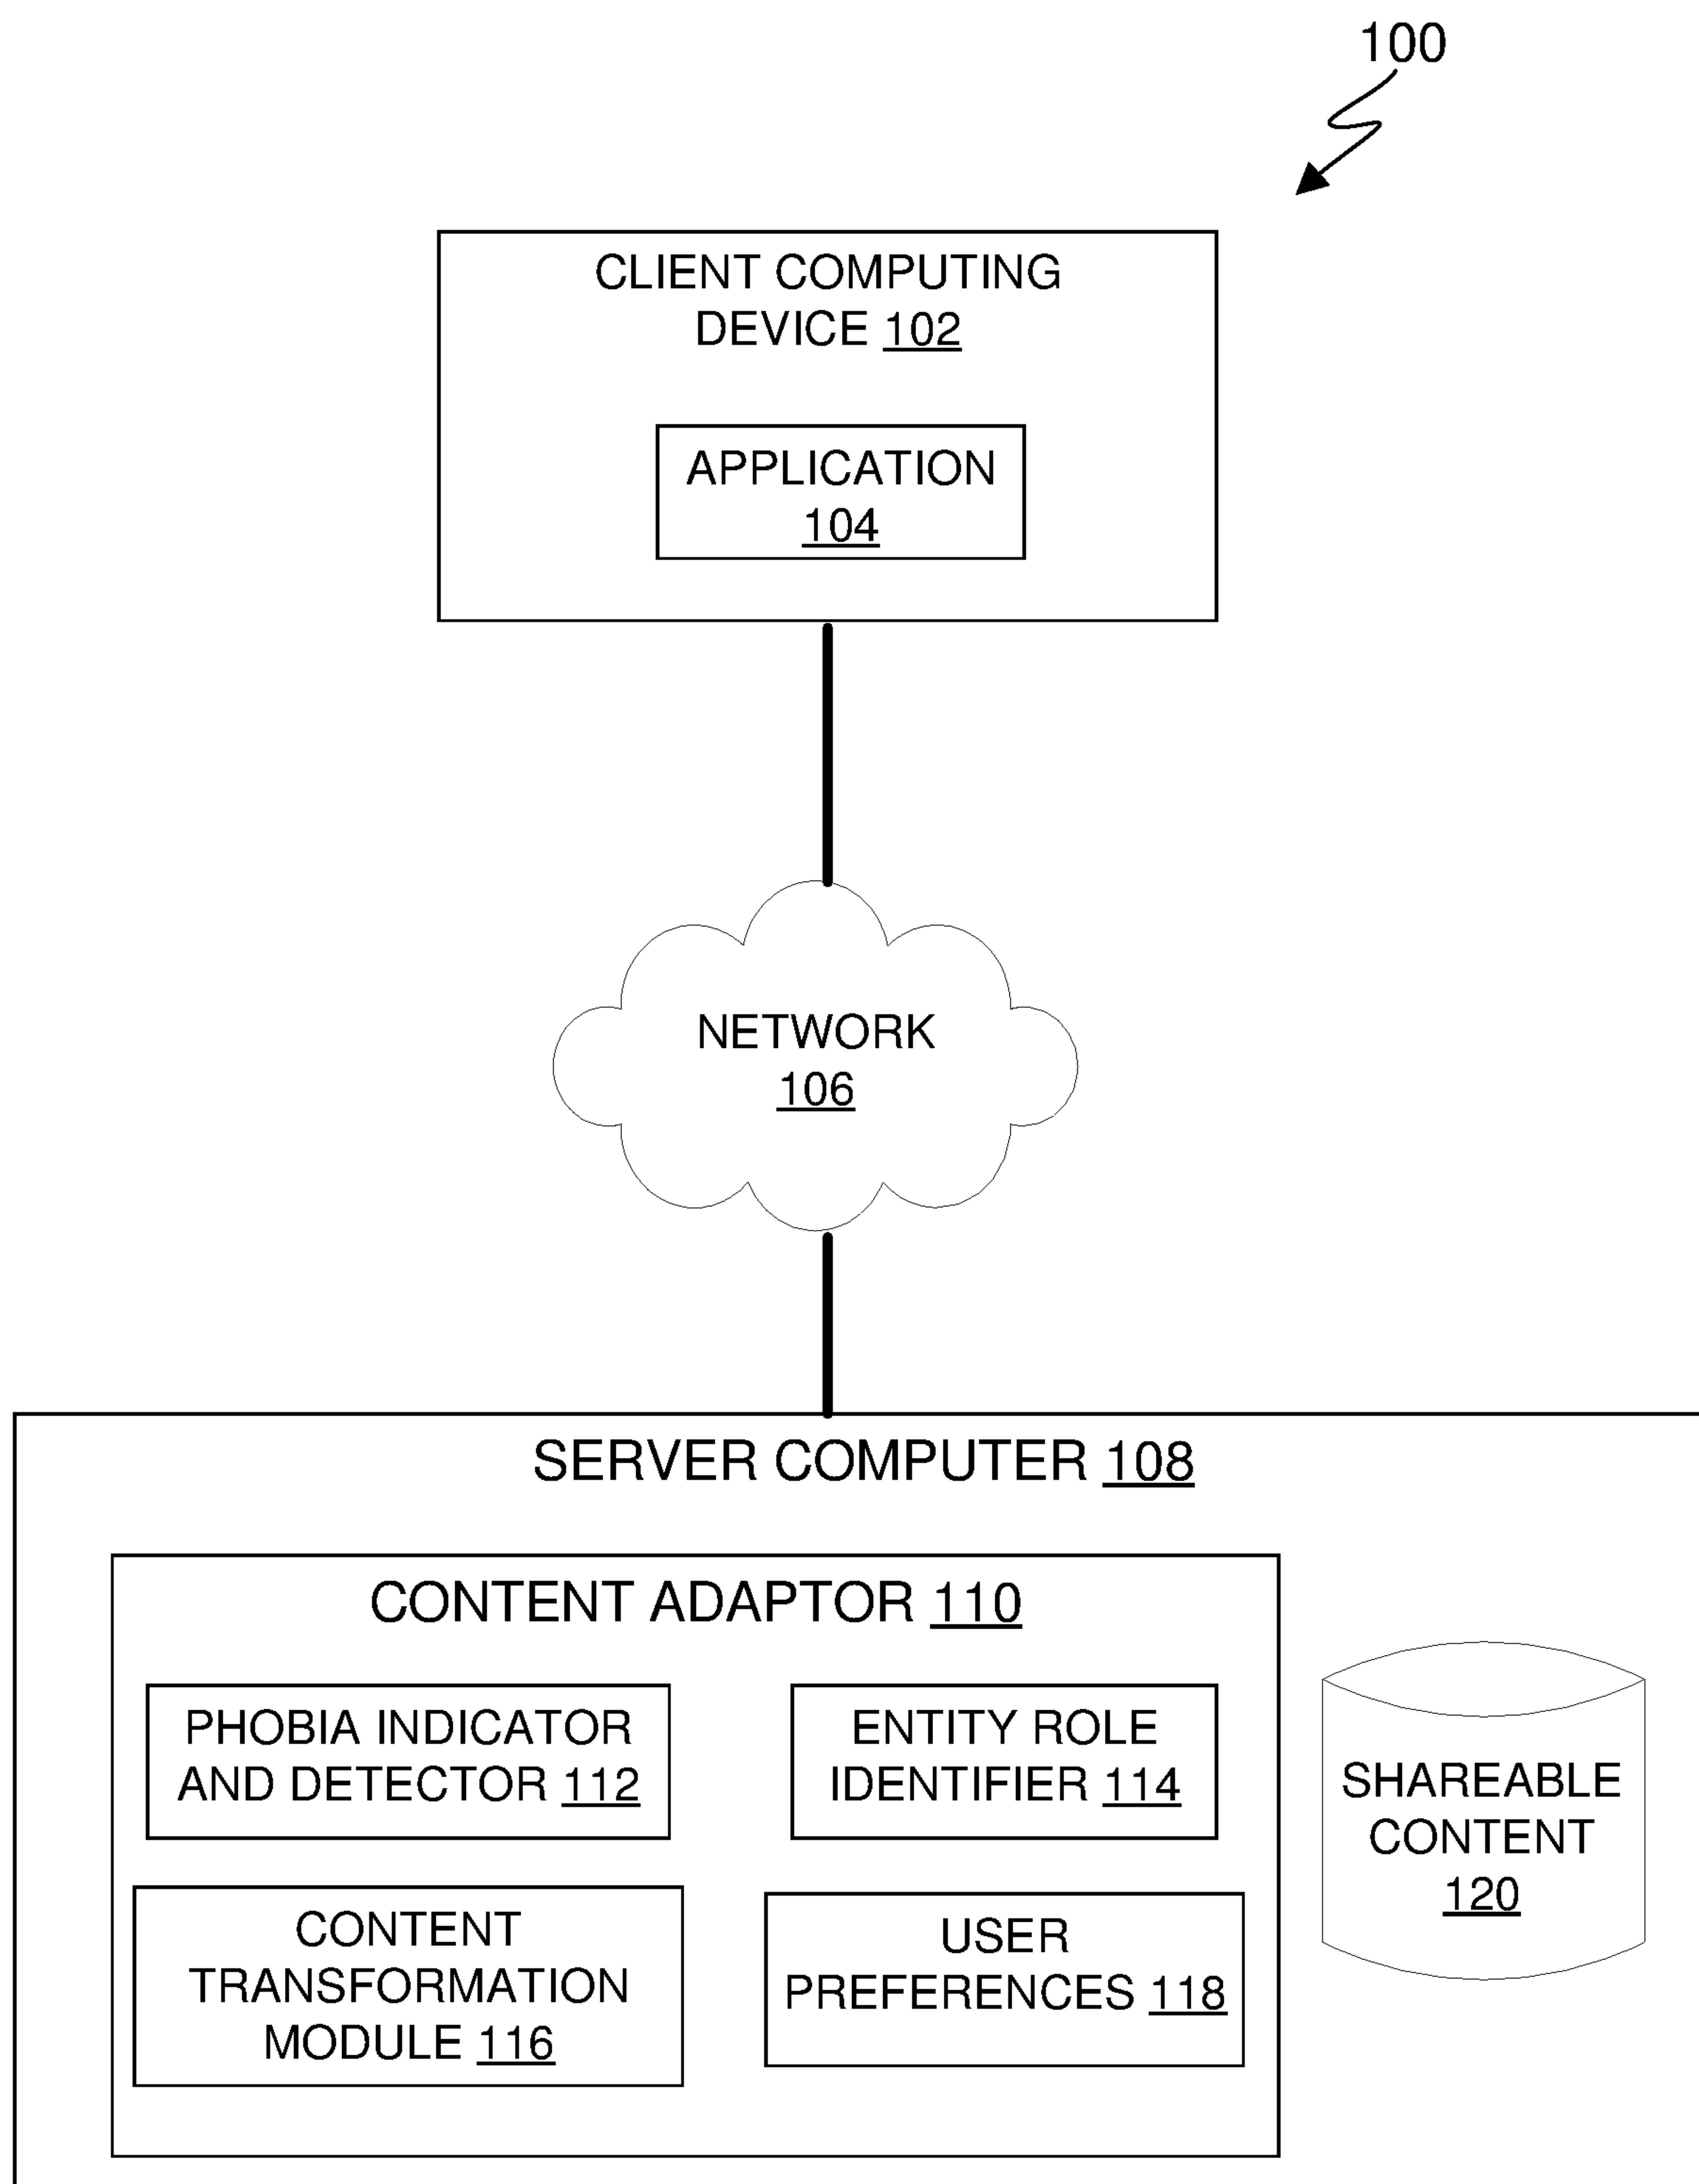 100
CLIENT COMPUTING
DEVICE 102
APPLICATION
104
NETWORK
106
SERVER COMPUTER 108
CONTENT ADAPTOR 110
PHOBIA INDICATOR
AND DETECTOR 112
ENTITY ROLE
IDENTIFIER 114
CONTENT
TRANSFORMATION
MODULE 116
USER
PREFERENCES 118
SHAREABLE
CONTENT
120